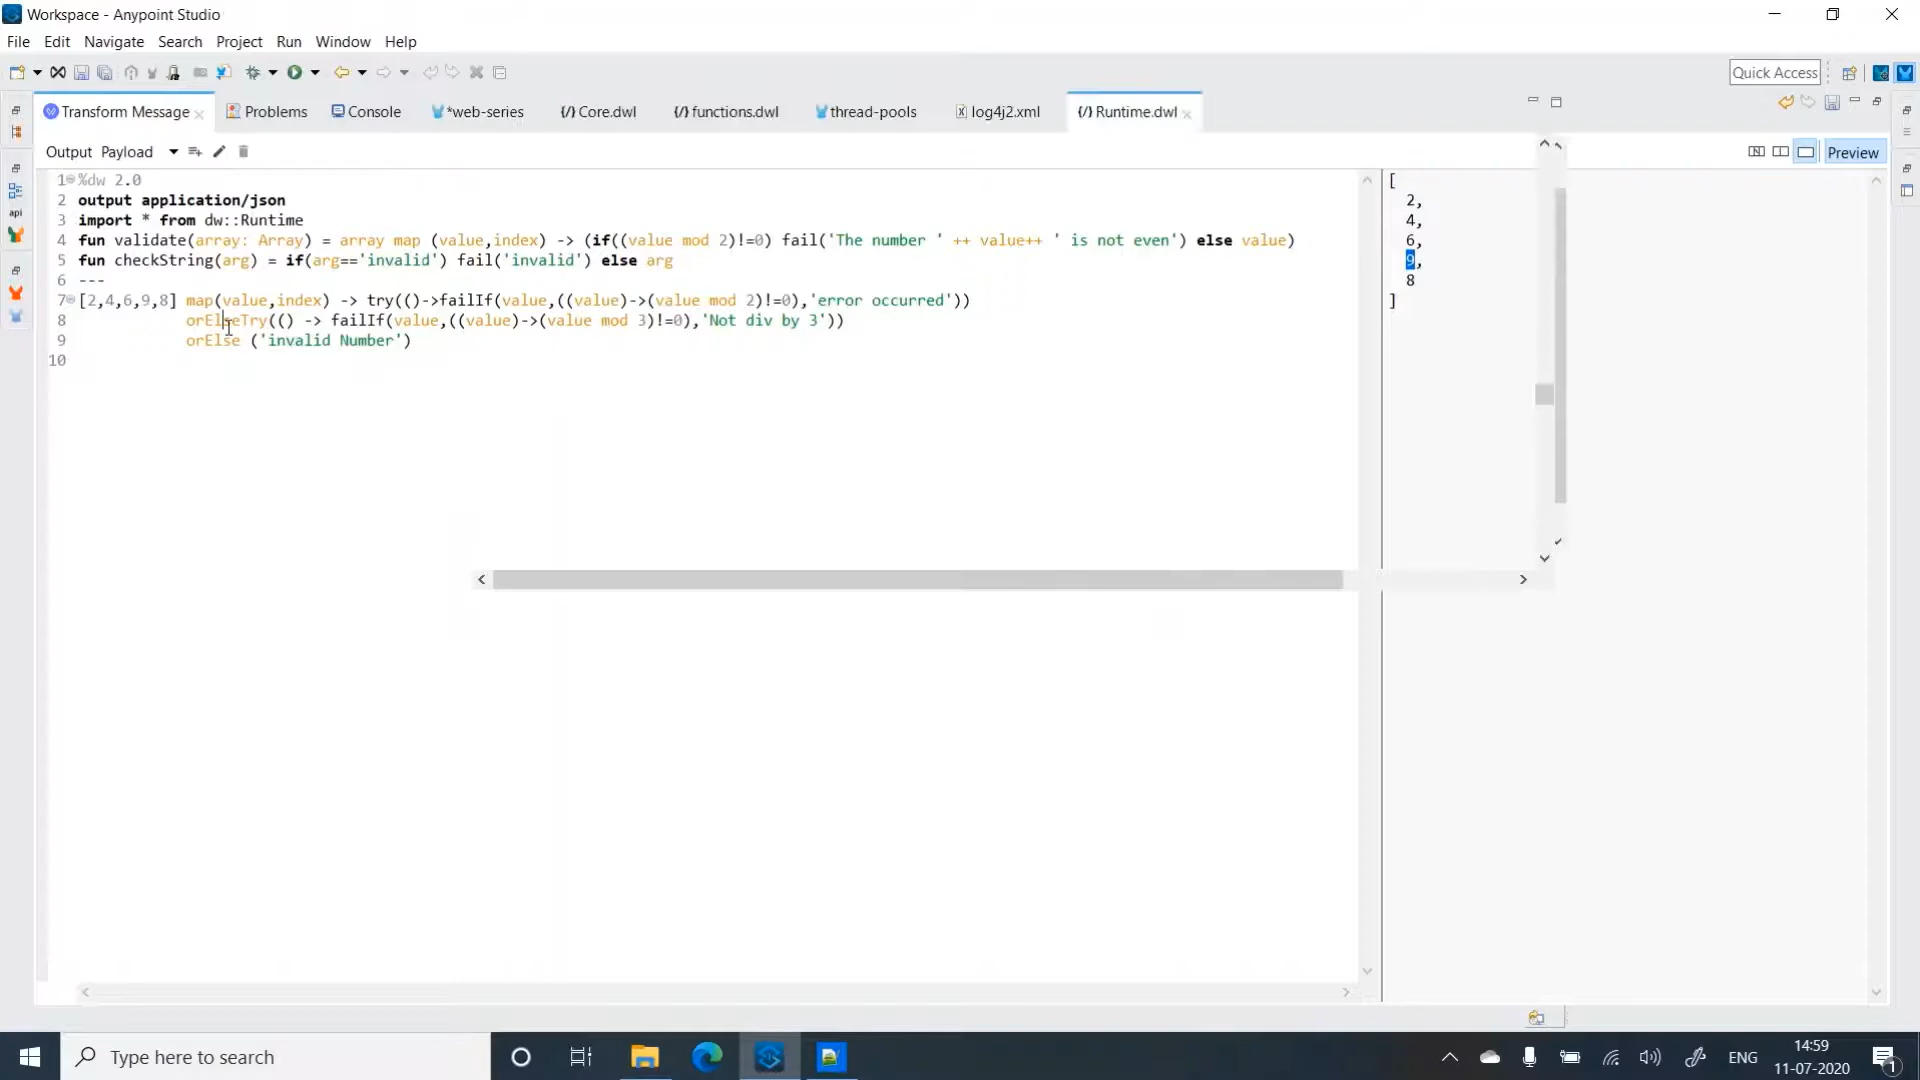 Workspace - Anypoint Studio
File Edit Navigate Search Project Run Window Help
Quick Access
Transform Message Problems Console *web-series {/} Core.dwl {/} functions.dwl thread-pools log4j2.xml {/} Runtime.dwl
Output Payload Preview
1 %dw 2.0
2 output application/json
3 import * from dw::Runtime
4 fun validate(array: Array) = array map (value,index) -> (if((value mod 2)!=0) fail('The number ' ++ value++ ' is not even') else value)
5 fun checkString(arg) = if(arg=='invalid') fail('invalid') else arg
6 ---
7 [2,4,6,9,8] map(value,index) -> try(()->failIf(value,((value)->(value mod 2)!=0),'error occurred'))
8 orElseTry(() -> failIf(value,((value)->(value mod 3)!=0),'Not div by 3'))
9 orElse ('invalid Number')
10
[
2,
4,
6,
9,
8
]
api
Type here to search
ENG
14:59
11-07-2020
1